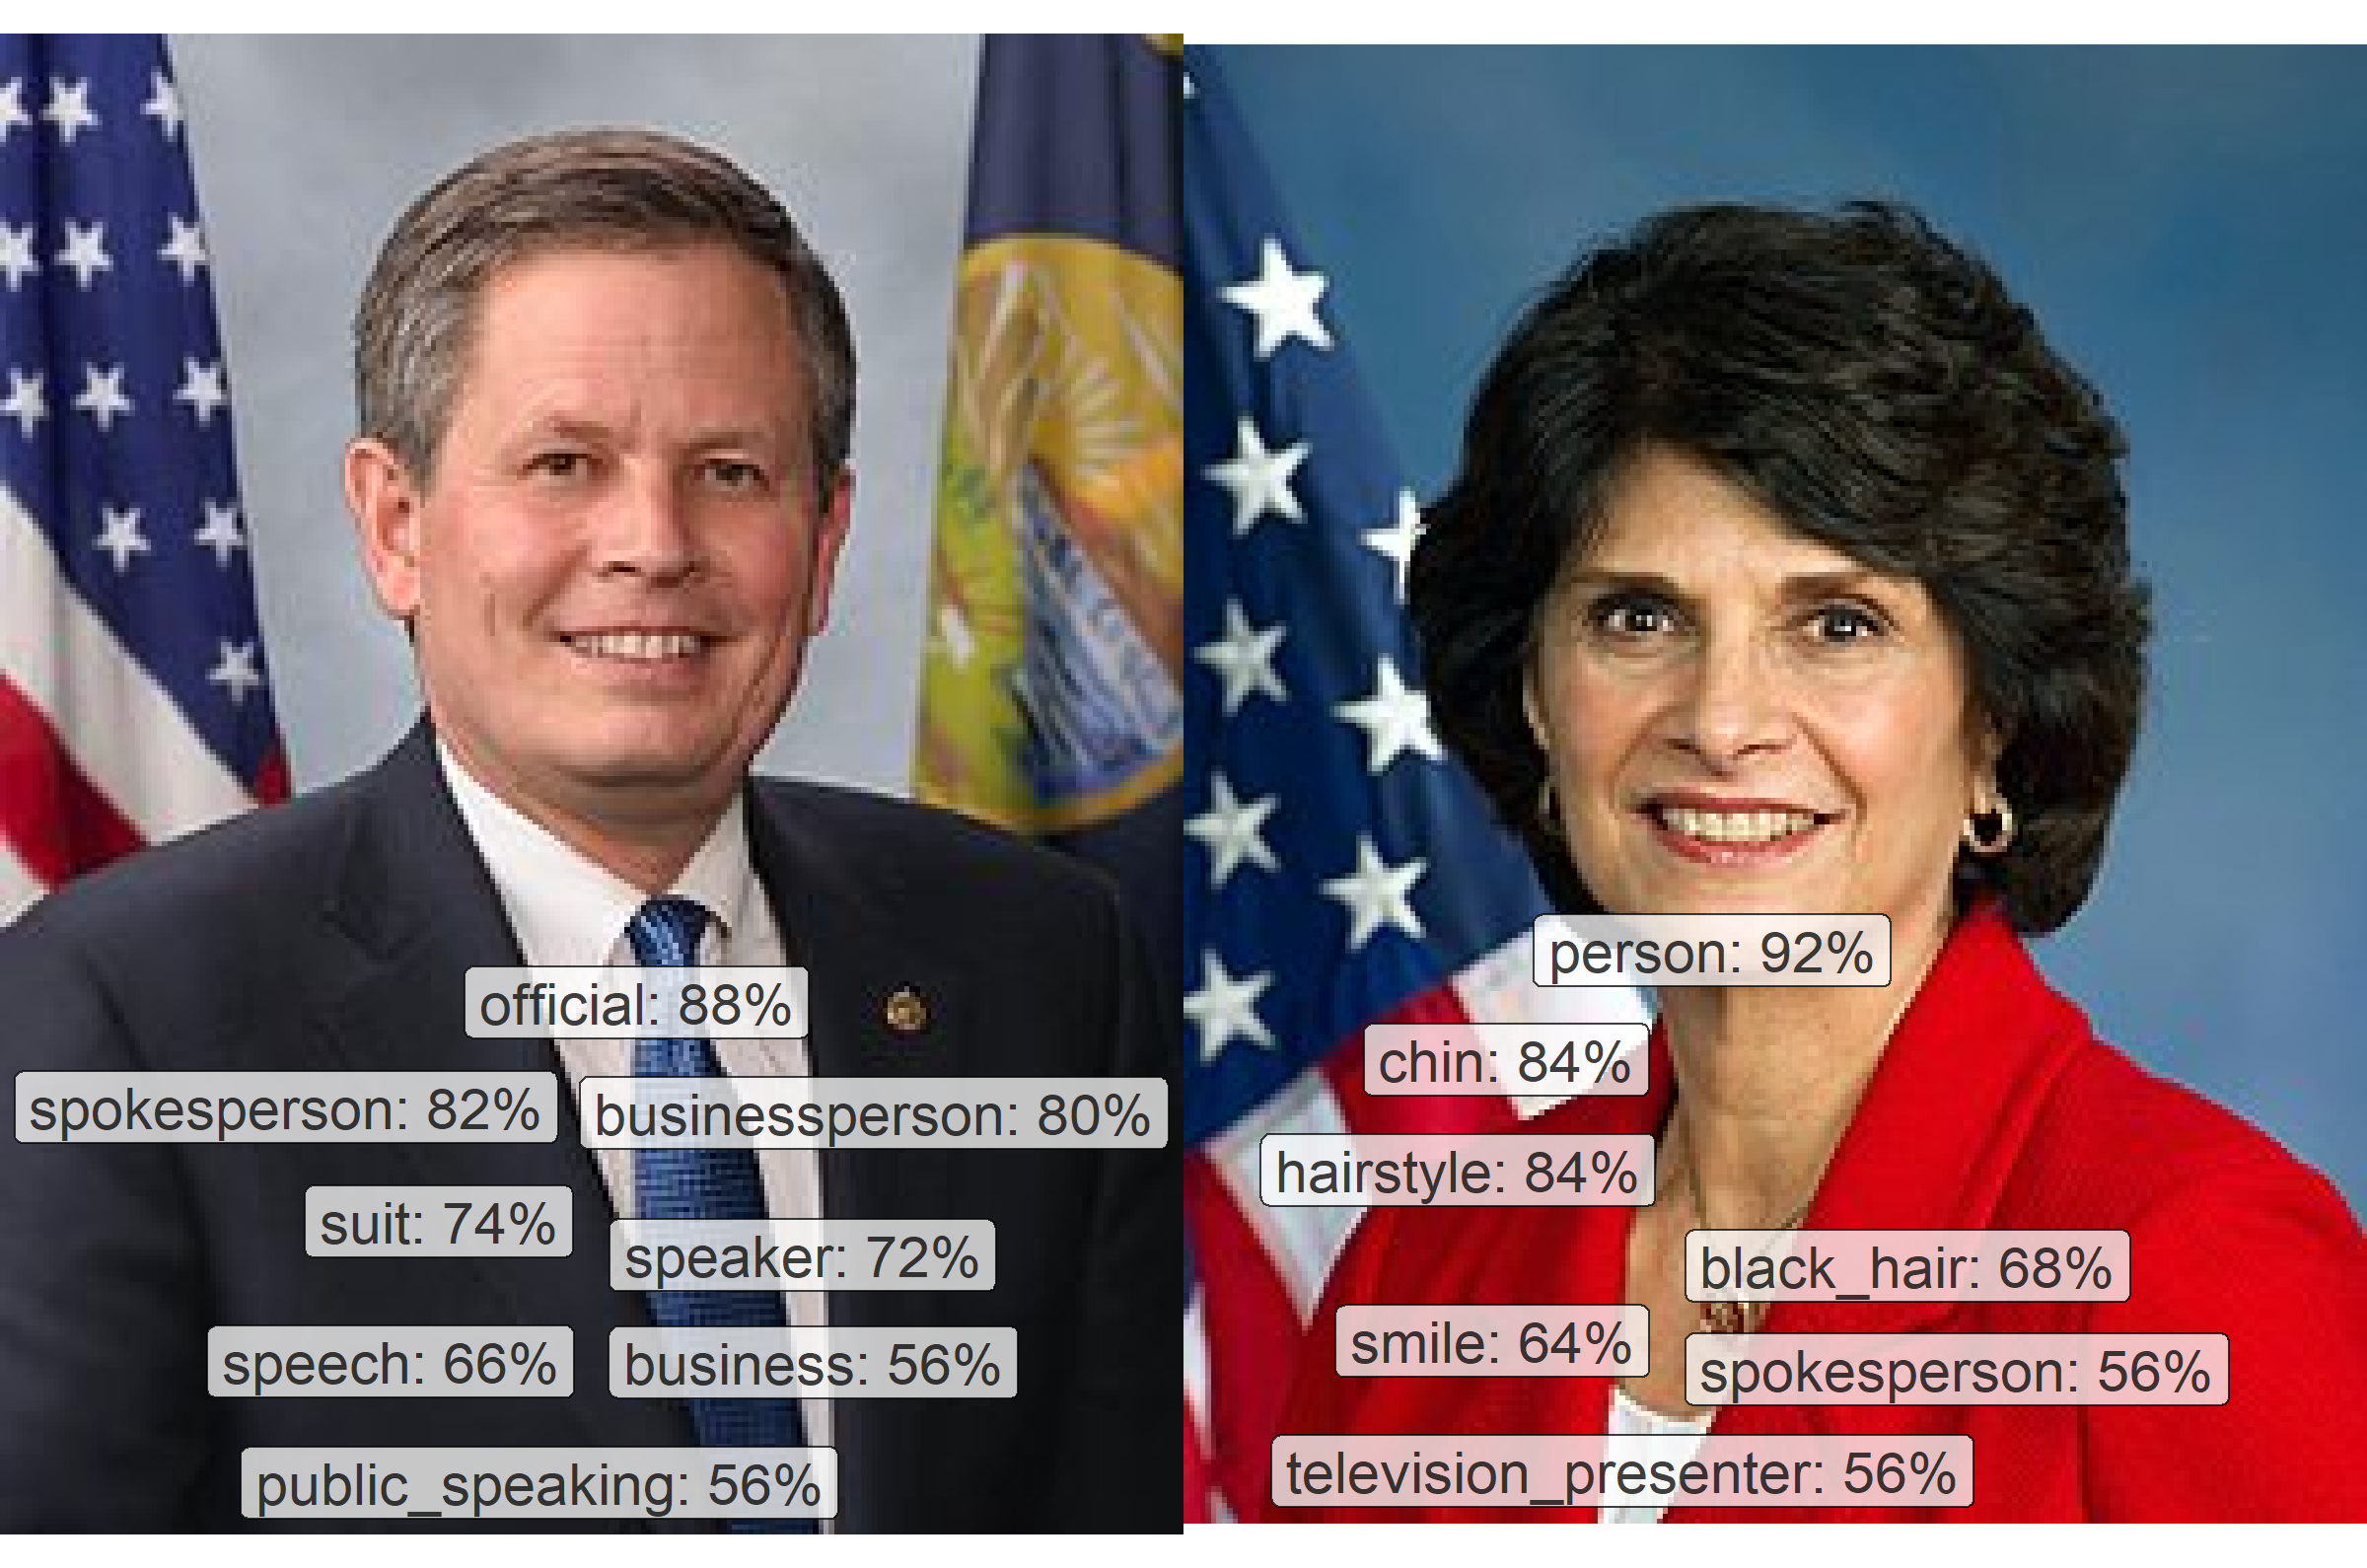 official: 88%
spokesperson: 82%
businessperson: 80%
suit: 74%
speaker: 72%
speech: 66%
business: 56%
public_speaking: 56%
person: 92%
chin: 84%
hairstyle: 84%
black_hair: 68%
smile: 64%
spokesperson: 56%
television_presenter: 56%